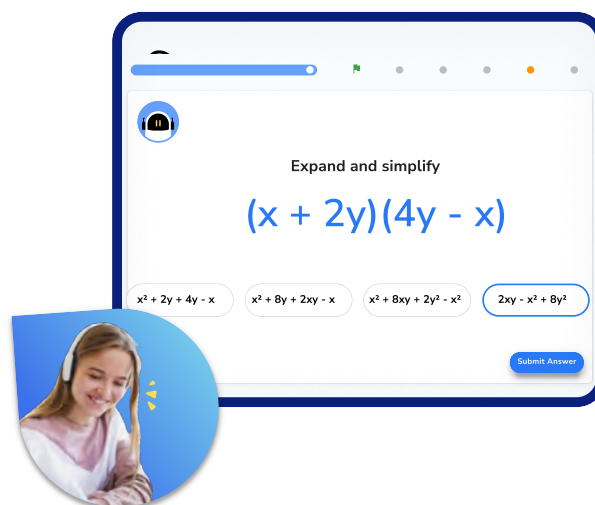 Expand and simplify
(x + 2y)(4y - x)
x² + 2y + 4y - x
x² + 8y + 2xy - x
x² + 8xy + 2y² - x²
2xy - x² + 8y²
Submit Answer